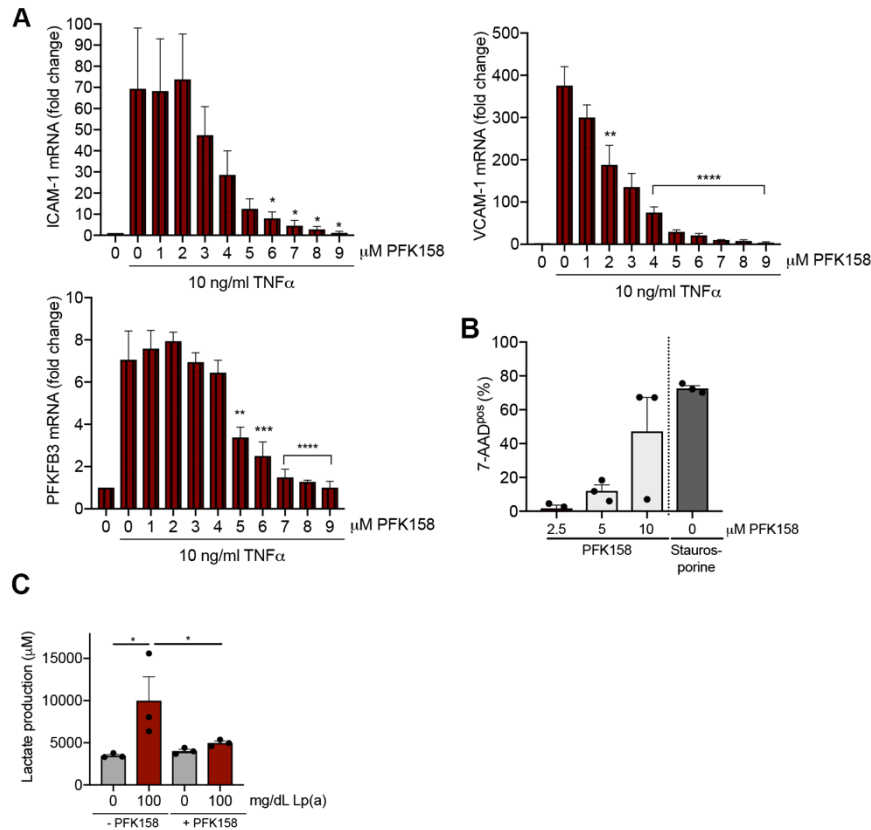 A
ICAM-1 mRNA (fold change)
100
90
80
70
60
50
40
30
20
10
0
*
*
*
*
0 0 1 2 3 4 5 6 7 8 9 μM PFK158
10 ng/ml TNFα
VCAM-1 mRNA (fold change)
500
400
300
200
100
0
**
****
0 0 1 2 3 4 5 6 7 8 9 μM PFK158
10 ng/ml TNFα
PFKFB3 mRNA (fold change)
10
8
6
4
2
0
**
***
****
0 0 1 2 3 4 5 6 7 8 9 μM PFK158
10 ng/ml TNFα
B
7-AADpos (%)
100
80
60
40
20
0
2.5 5 10 0 μM PFK158
PFK158 Stauros-
porine
C
Lactate production (μM)
15000
10000
5000
0
*
*
0 100 0 100 mg/dL Lp(a)
- PFK158 + PFK158